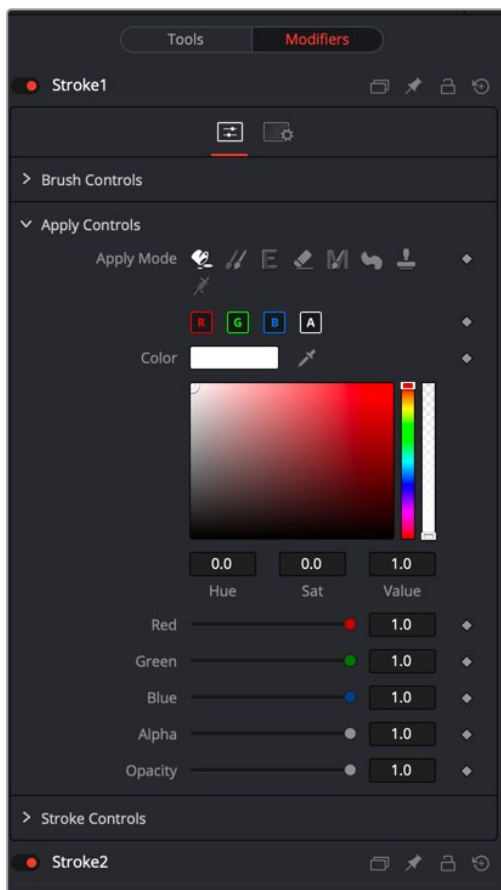 Tools Modifiers
Stroke1
Brush Controls
Apply Controls
Apply Mode
R G B A
Color
0.0 0.0 1.0
Hue Sat Value
Red 1.0
Green 1.0
Blue 1.0
Alpha 1.0
Opacity 1.0
Stroke Controls
Stroke2